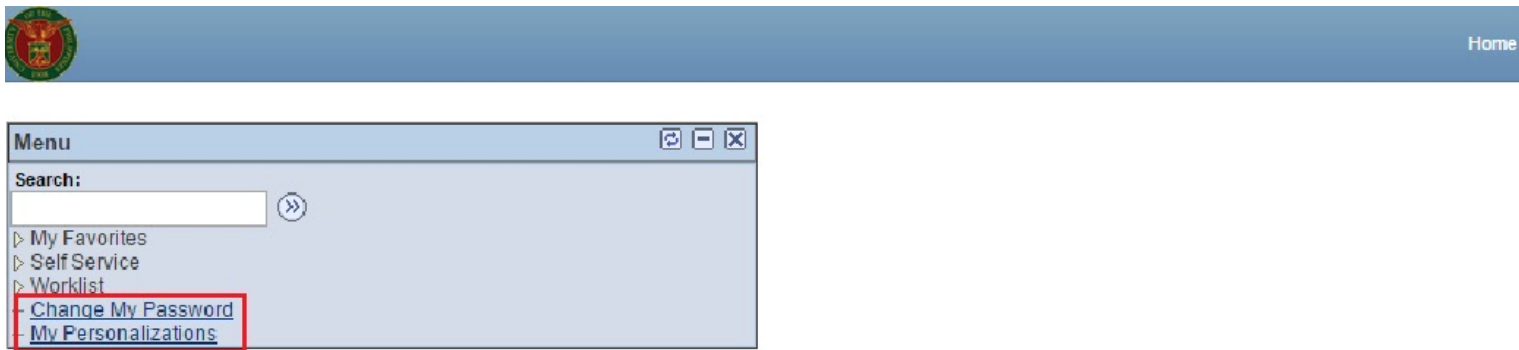 Home
Menu
Search:
My Favorites
Self Service
Worklist
Change My Password
My Personalizations